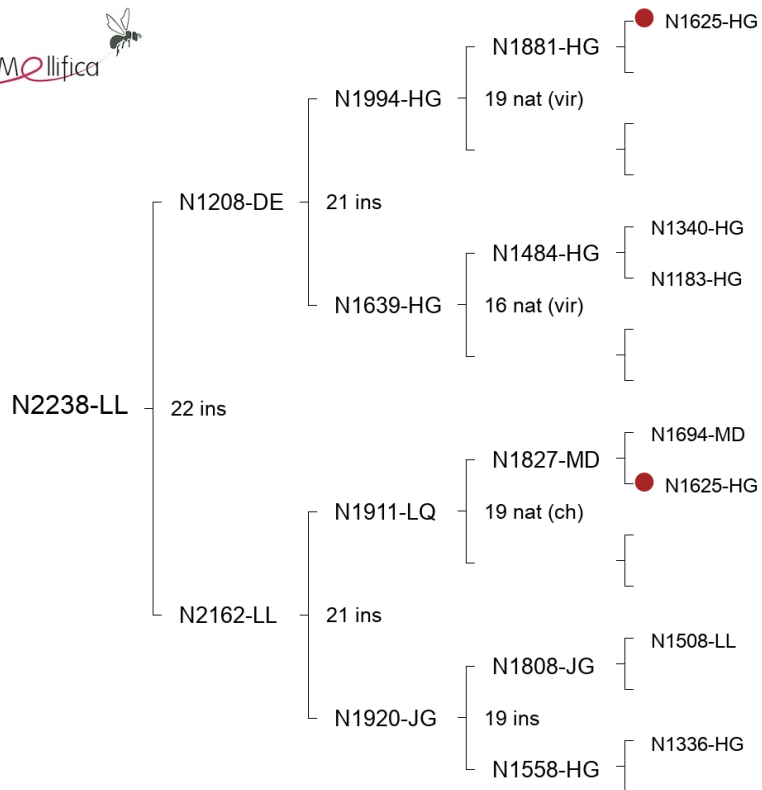 N1625-HG
N1881-HG
Mellifica
N1994-HG
19 nat (vir)
N1208-DE
21 ins
N1340-HG
N1484-HG
N1183-HG
N1639-HG
16 nat (vir)
N2238-LL
22 ins
N1694-MD
N1827-MD
N1625-HG
N1911-LQ
19 nat (ch)
N2162-LL
21 ins
N1508-LL
N1808-JG
N1920-JG
19 ins
N1336-HG
N1558-HG